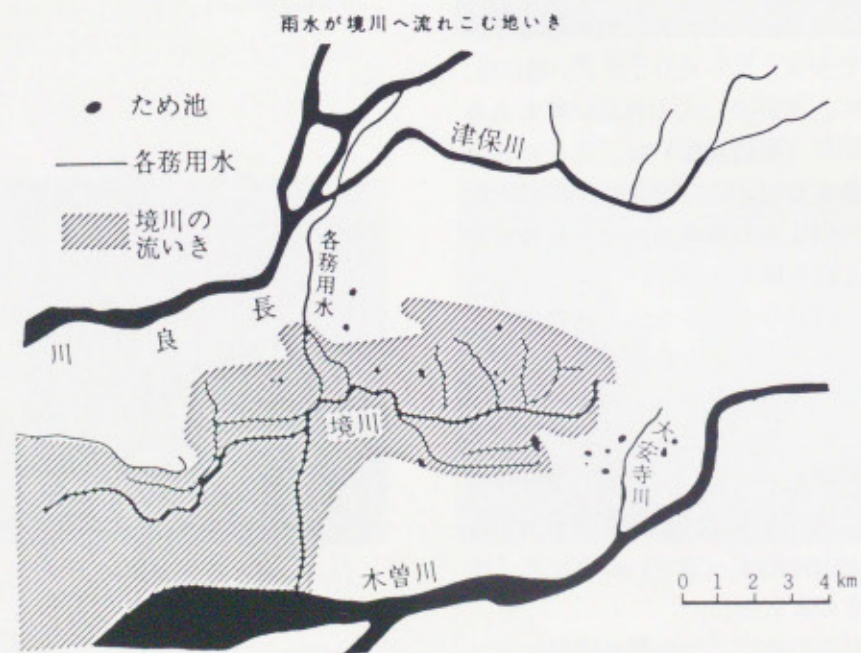 雨水が境川へ流れこむ地いき
ため池
各務用水
境川の
流いき
津保川
各務用水
長良川
境川
大安寺川
木曽川
0 1 2 3 4 km